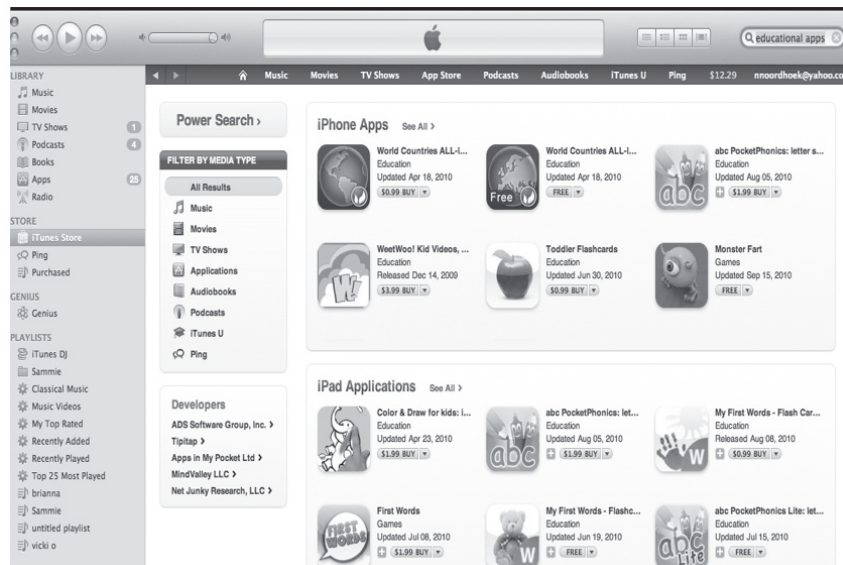 educational apps
LIBRARY
Music
Movies
TV Shows 1
Podcasts 4
Books
Apps 25
Radio
STORE
iTunes Store
Ping
Purchased
GENIUS
Genius
PLAYLISTS
iTunes DJ
Sammie
Classical Music
Music Videos
My Top Rated
Recently Added
Recently Played
Top 25 Most Played
brianna
Sammie
untitled playlist
vicki o
Music Movies TV Shows App Store Podcasts Audiobooks iTunes U Ping $12.29 nnoordhoek@yahoo.co
Power Search ›
FILTER BY MEDIA TYPE
All Results
Music
Movies
TV Shows
Applications
Audiobooks
Podcasts
iTunes U
Ping
Developers
ADS Software Group, Inc. ›
Tipitap ›
Apps in My Pocket Ltd ›
MindValley LLC ›
Net Junky Research, LLC ›
iPhone Apps See All ›
World Countries ALL-I...
Education
Updated Apr 18, 2010
$0.99 BUY
Free
World Countries ALL-I...
Education
Updated Apr 18, 2010
FREE
abc
abc PocketPhonics: letter s...
Education
Updated Aug 05, 2010
$1.99 BUY
W!
WeetWoo! Kid Videos, ...
Education
Released Dec 14, 2009
$3.99 BUY
Toddler Flashcards
Education
Updated Jun 30, 2010
$0.99 BUY
Monster Fart
Games
Updated Sep 15, 2010
FREE
iPad Applications See All ›
Color & Draw for kids: i...
Education
Updated Apr 23, 2010
$1.99 BUY
abc
abc PocketPhonics: let...
Education
Updated Aug 05, 2010
$1.99 BUY
W
My First Words - Flash Car...
Education
Released Aug 08, 2010
$0.99 BUY
FIRST
WORDS
First Words
Games
Updated Jul 08, 2010
$1.99 BUY
W
My First Words - Flashc...
Education
Updated Jun 19, 2010
FREE
abc
Lite
abc PocketPhonics Lite: let...
Education
Updated Jul 15, 2010
FREE